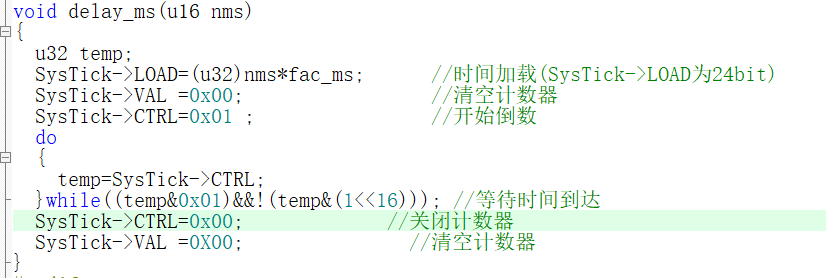 void delay_ms(u16 nms)
{
u32 temp;
SysTick->LOAD=(u32)nms*fac_ms; //时间加载(SysTick->LOAD为24bit)
SysTick->VAL =0x00; //清空计数器
SysTick->CTRL=0x01 ; //开始倒数
do
{
temp=SysTick->CTRL;
}while((temp&0x01)&&!(temp&(1<<16))); //等待时间到达
SysTick->CTRL=0x00; //关闭计数器
SysTick->VAL =0X00; //清空计数器
}